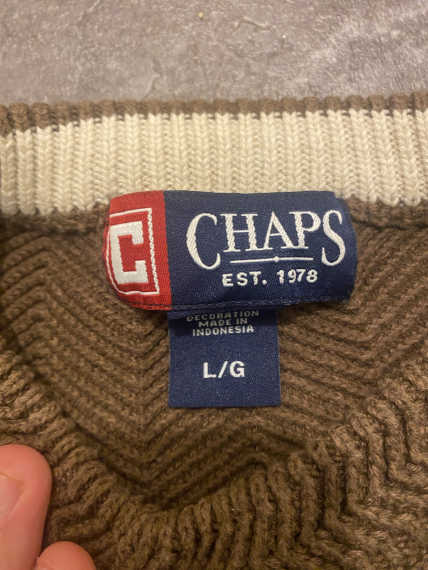 C
CHAPS
EST. 1978
DECORATION
MADE IN
INDONESIA
L/G